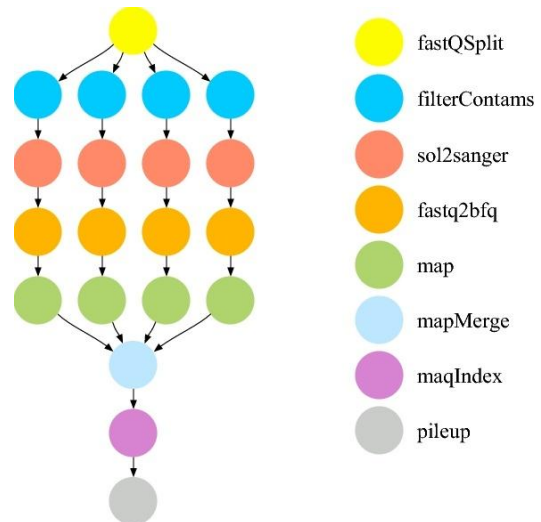 fastQSplit
filterContams
sol2sanger
fastq2bfq
map
mapMerge
maqIndex
pileup